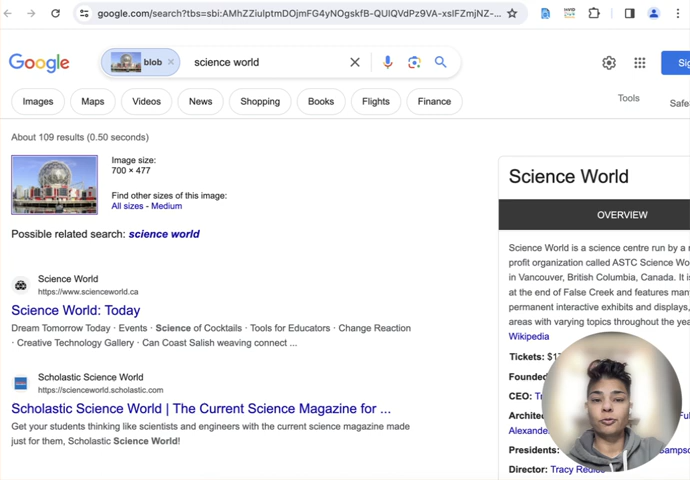 google.com/search?tbs=sbi:AMhZZiulptmDOjmFG4yNOgskfB-QUIQVdPz9VA-xsIFZmjNZ-...
Google
blob × science world
Sig
Images Maps Videos News Shopping Books Flights Finance
Tools
Safe
About 109 results (0.50 seconds)
Image size:
700 × 477
Find other sizes of this image:
All sizes - Medium
Possible related search: science world
Science World
https://www.scienceworld.ca
Science World: Today
Dream Tomorrow Today · Events · Science of Cocktails · Tools for Educators · Change Reaction
· Creative Technology Gallery · Can Coast Salish weaving connect ...
Scholastic Science World
https://scienceworld.scholastic.com
Scholastic Science World | The Current Science Magazine for ...
Get your students thinking like scientists and engineers with the current science magazine made
just for them, Scholastic Science World!
Science World
OVERVIEW
Science World is a science centre run by a n
profit organization called ASTC Science Wo
in Vancouver, British Columbia, Canada. It is
at the end of False Creek and features man
permanent interactive exhibits and displays,
areas with varying topics throughout the yea
Wikipedia
Tickets: $1
Founded
CEO: Tr
Architec
Alexande
Presidents:
Director: Tracy Redies